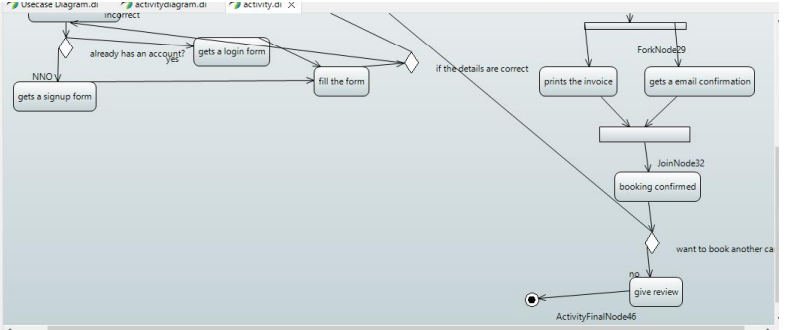 Usecase Diagram.di
activitydiagram.di
activity.di
incorrect
already has an account?
yes
gets a login form
NNO
gets a signup form
fill the form
if the details are correct
ForkNode29
prints the invoice
gets a email confirmation
JoinNode32
booking confirmed
want to book another ca
no
give review
ActivityFinalNode46